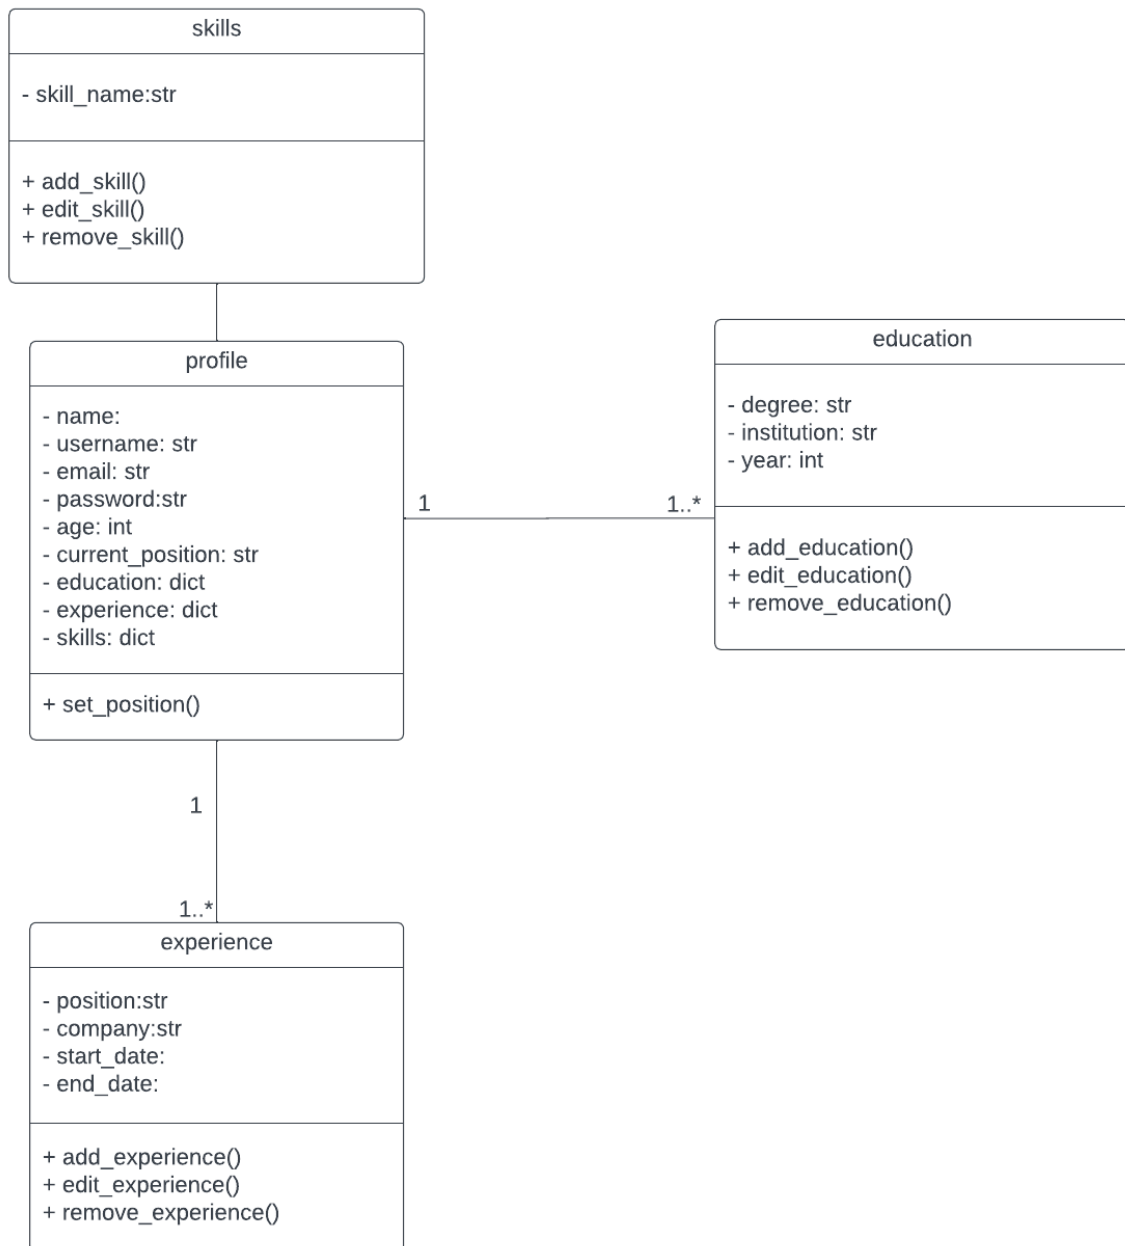 skills
- skill_name:str
+ add_skill()
+ edit_skill()
+ remove_skill()
profile
- name:
- username: str
- email: str
- password:str
- age: int
- current_position: str
- education: dict
- experience: dict
- skills: dict
+ set_position()
1
1..*
education
- degree: str
- institution: str
- year: int
+ add_education()
+ edit_education()
+ remove_education()
1
1..*
experience
- position:str
- company:str
- start_date:
- end_date:
+ add_experience()
+ edit_experience()
+ remove_experience()